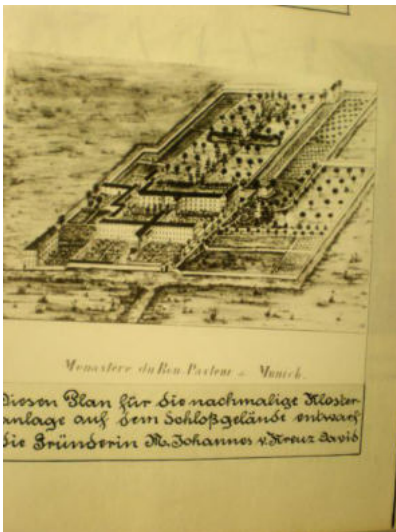 Monastere du Bon Pasteur a Munich.
Diesen Plan für die nachmalige Kloster-
anlage auf dem Schloßgelände entwarf
die Gründerin M. Johannes v. Kreuz David